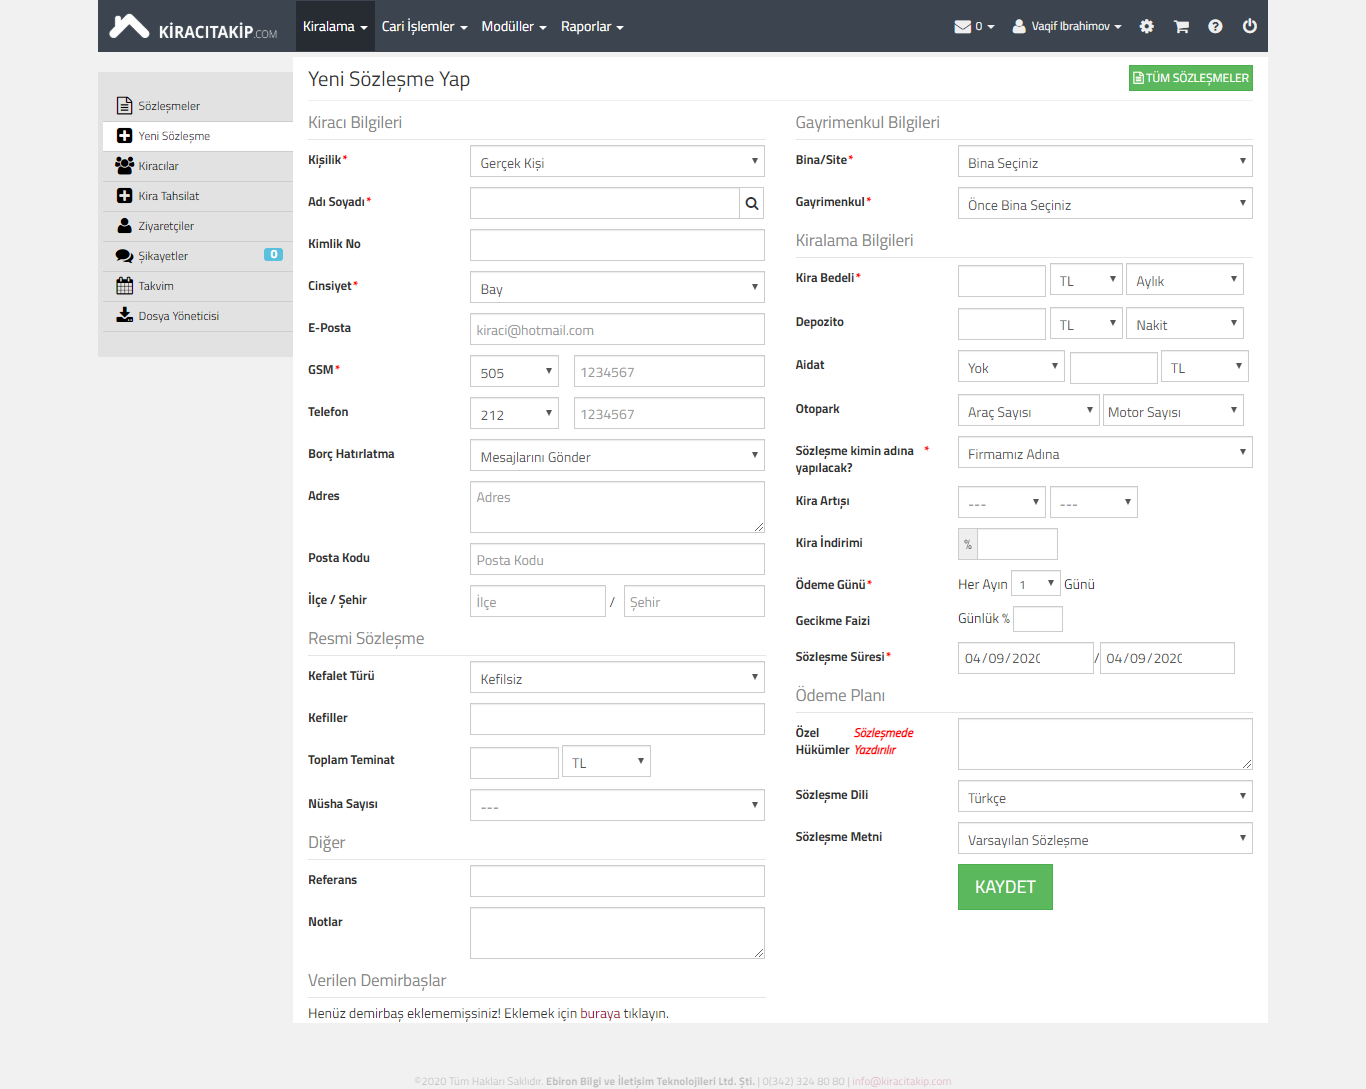 KİRACITAKİP.COM
Kiralama
Cari İşlemler
Modüller
Raporlar
0
Vaqif Ibrahimov
Sözleşmeler
Yeni Sözleşme
Kiracılar
Kira Tahsilat
Ziyaretçiler
Şikayetler 0
Takvim
Dosya Yöneticisi
Yeni Sözleşme Yap
TÜM SÖZLEŞMELER
Kiracı Bilgileri
Kişilik* Gerçek Kişi
Adı Soyadı*
Kimlik No
Cinsiyet* Bay
E-Posta kiraci@hotmail.com
GSM* 505 1234567
Telefon 212 1234567
Borç Hatırlatma Mesajlarını Gönder
Adres Adres
Posta Kodu Posta Kodu
İlçe / Şehir İlçe / Şehir
Resmi Sözleşme
Kefalet Türü Kefilsiz
Kefiller
Toplam Teminat TL
Nüsha Sayısı ---
Diğer
Referans
Notlar
Verilen Demirbaşlar
Henüz demirbaş eklememişsiniz! Eklemek için buraya tıklayın.
Gayrimenkul Bilgileri
Bina/Site* Bina Seçiniz
Gayrimenkul* Önce Bina Seçiniz
Kiralama Bilgileri
Kira Bedeli* TL Aylık
Depozito TL Nakit
Aidat Yok TL
Otopark Araç Sayısı Motor Sayısı
Sözleşme kimin adına * Firmamız Adına
yapılacak?
Kira Artışı --- ---
Kira İndirimi %
Ödeme Günü* Her Ayın 1 Günü
Gecikme Faizi Günlük %
Sözleşme Süresi* 04/09/2020 / 04/09/2020
Ödeme Planı
Özel Sözleşmede
Hükümler Yazdırılır
Sözleşme Dili Türkçe
Sözleşme Metni Varsayılan Sözleşme
KAYDET
©2020 Tüm Hakları Saklıdır. Ebiron Bilgi ve İletişim Teknolojileri Ltd. Şti. | 0(342) 324 80 80 | info@kiracitakip.com